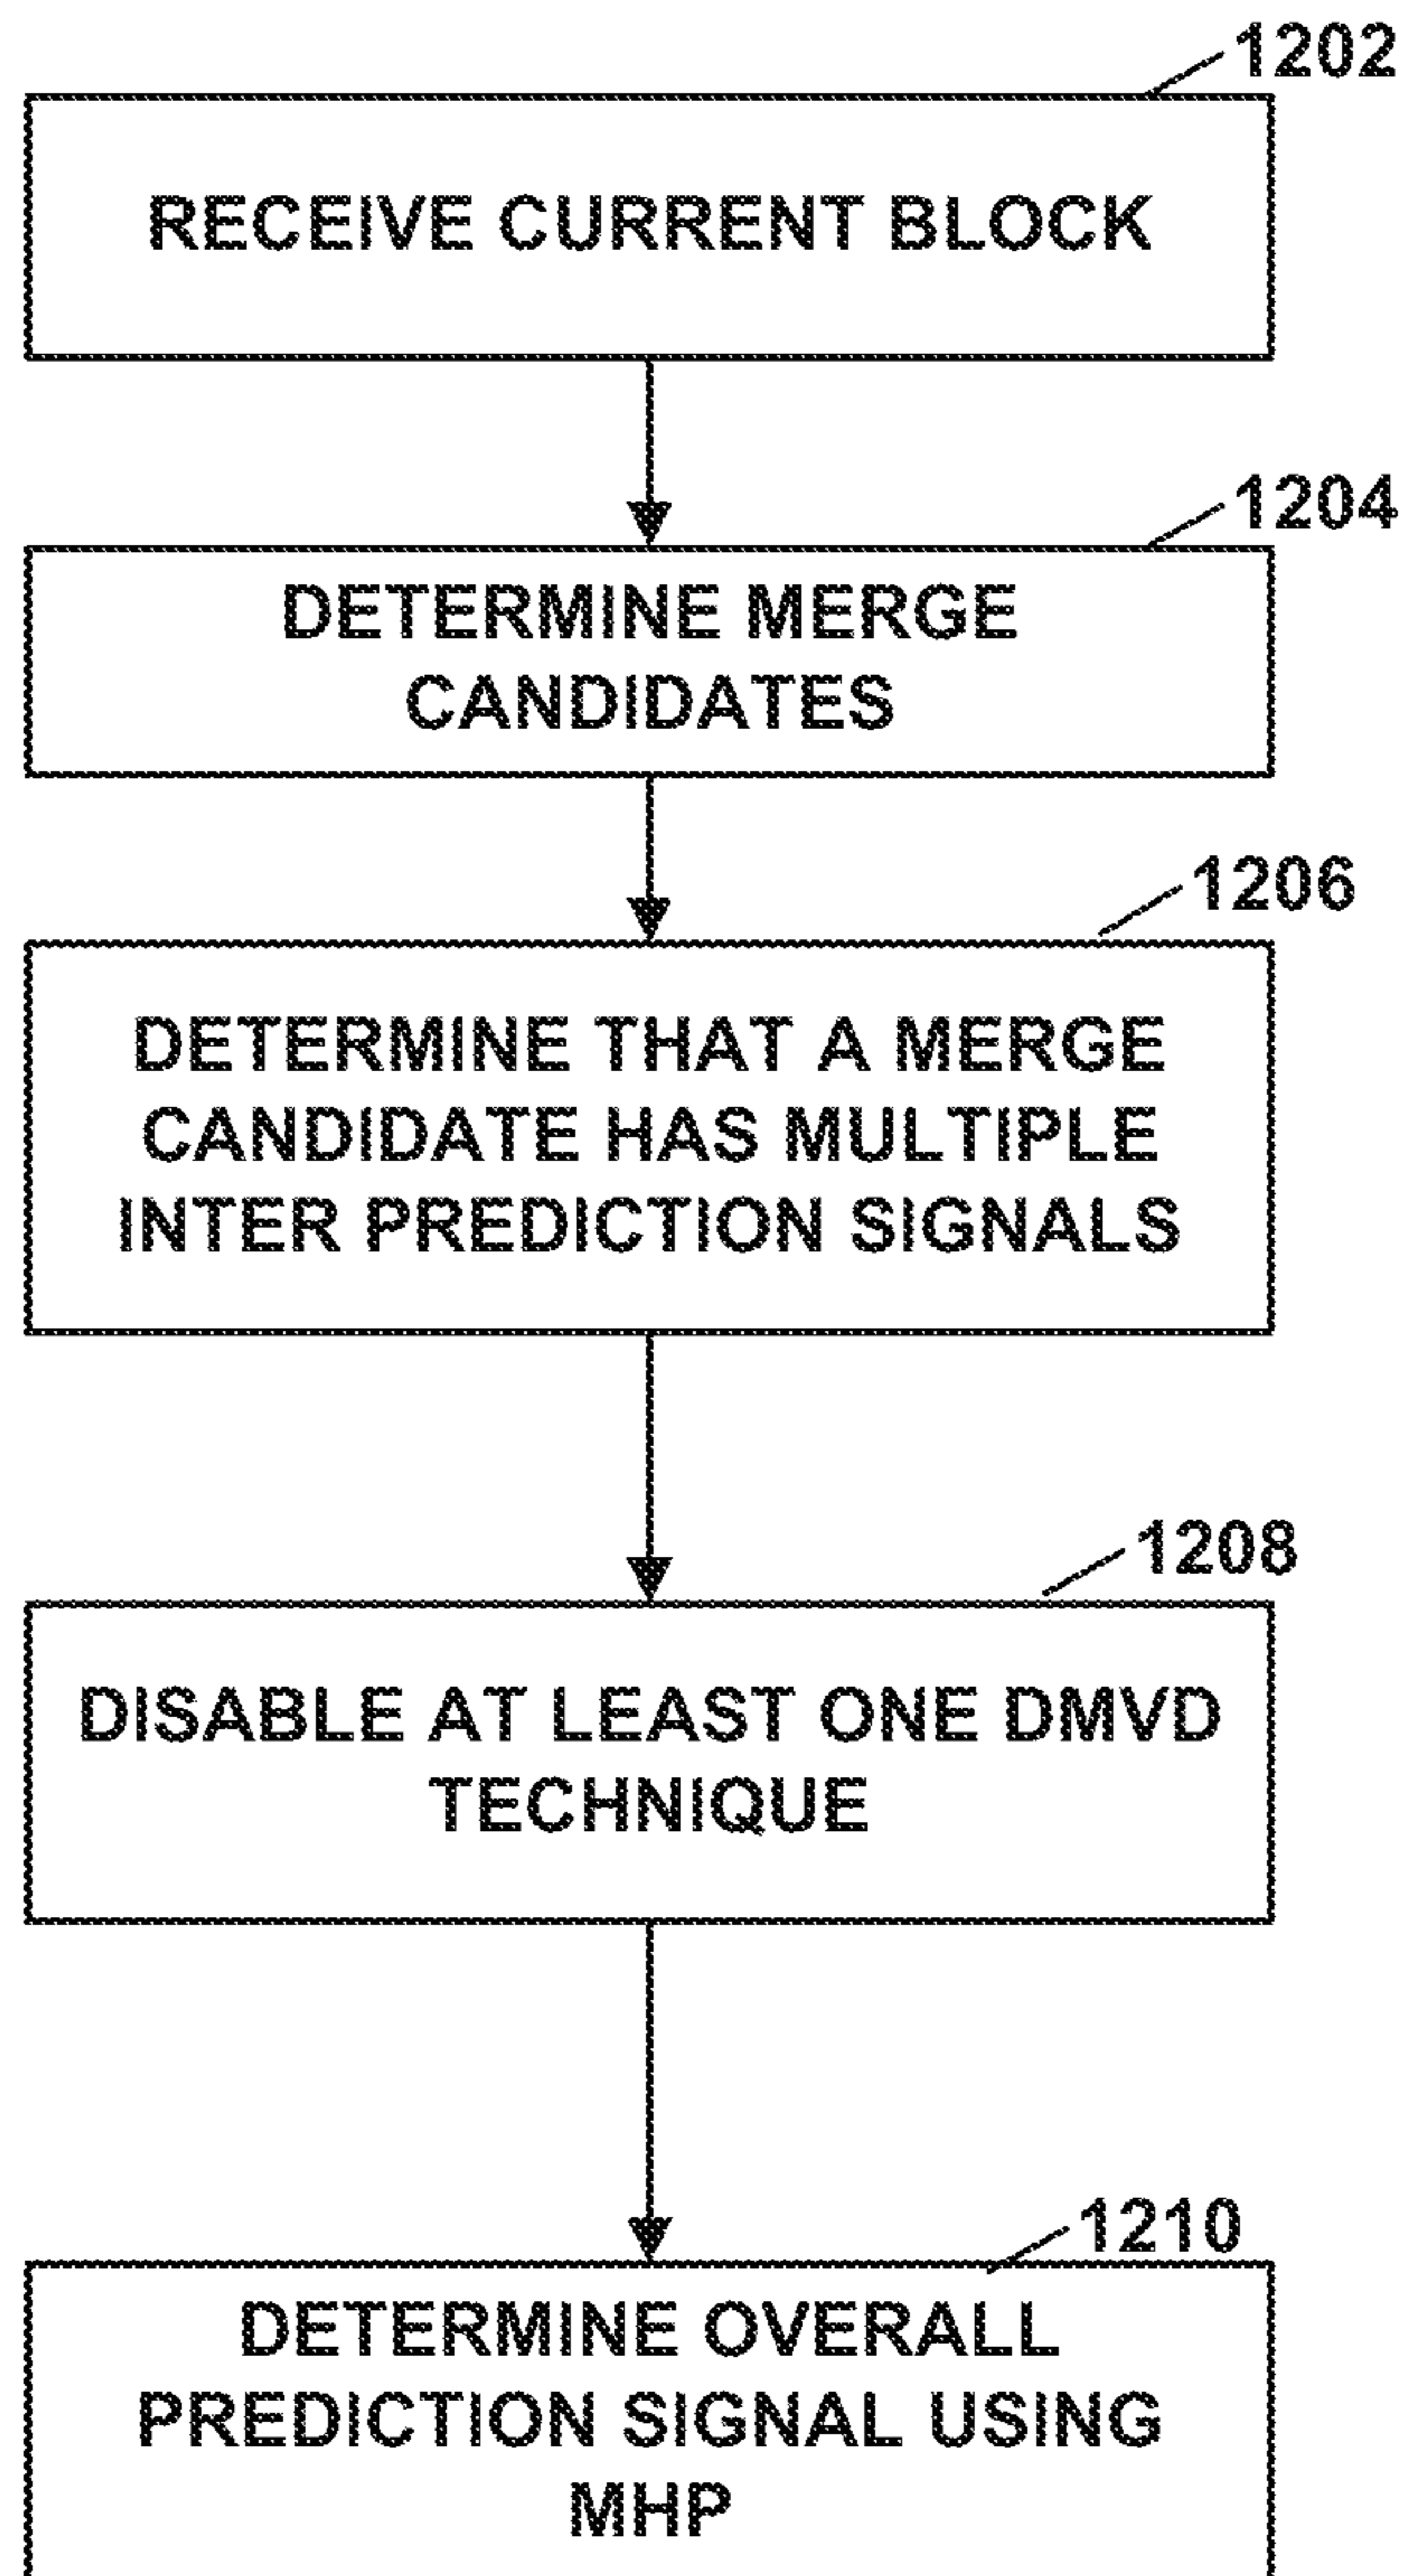 1202
RECEIVE CURRENT BLOCK
1204
DETERMINE MERGE
CANDIDATES
1206
DETERMINE THAT A MERGE
CANDIDATE HAS MULTIPLE
INTER PREDICTION SIGNALS
1208
DISABLE AT LEAST ONE DMVD
TECHNIQUE
1210
DETERMINE OVERALL
PREDICTION SIGNAL USING
MHP